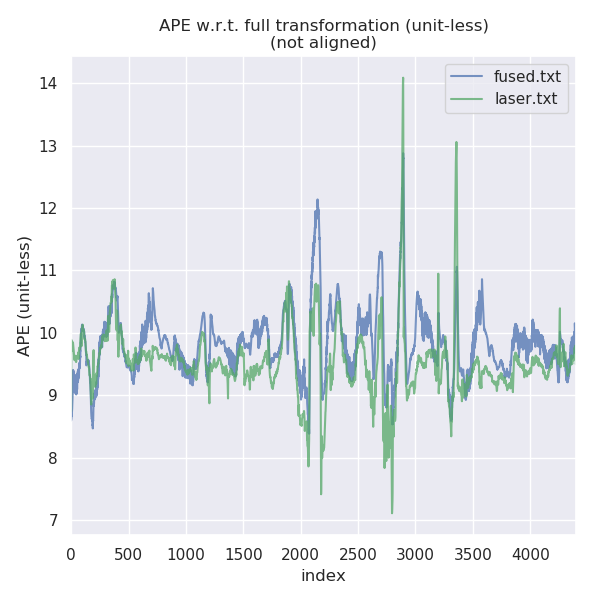 APE w.r.t. full transformation (unit-less)
(not aligned)
fused.txt
laser.txt
14
13
12
11
10
9
8
7
APE (unit-less)
0 500 1000 1500 2000 2500 3000 3500 4000
index